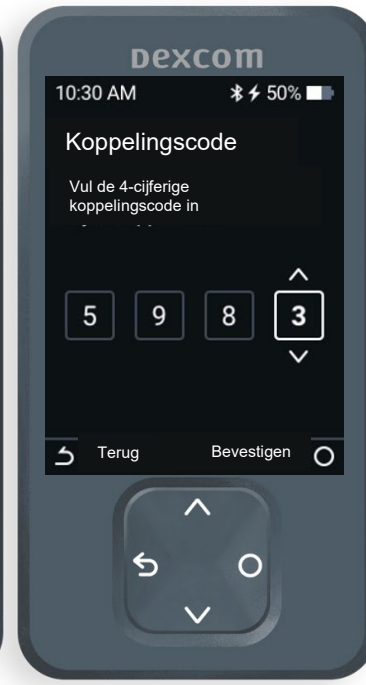 Dexcom
10:30 AM 50%
Koppelingscode
Vul de 4-cijferige
koppelingscode in
5 9 8 3
Terug Bevestigen